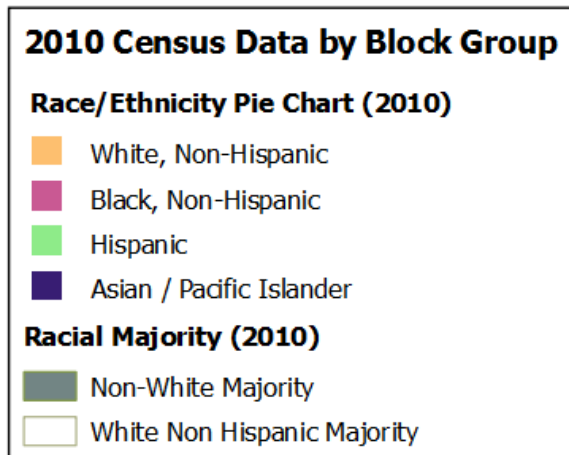 2010 Census Data by Block Group
Race/Ethnicity Pie Chart (2010)
White, Non-Hispanic
Black, Non-Hispanic
Hispanic
Asian / Pacific Islander
Racial Majority (2010)
Non-White Majority
White Non Hispanic Majority